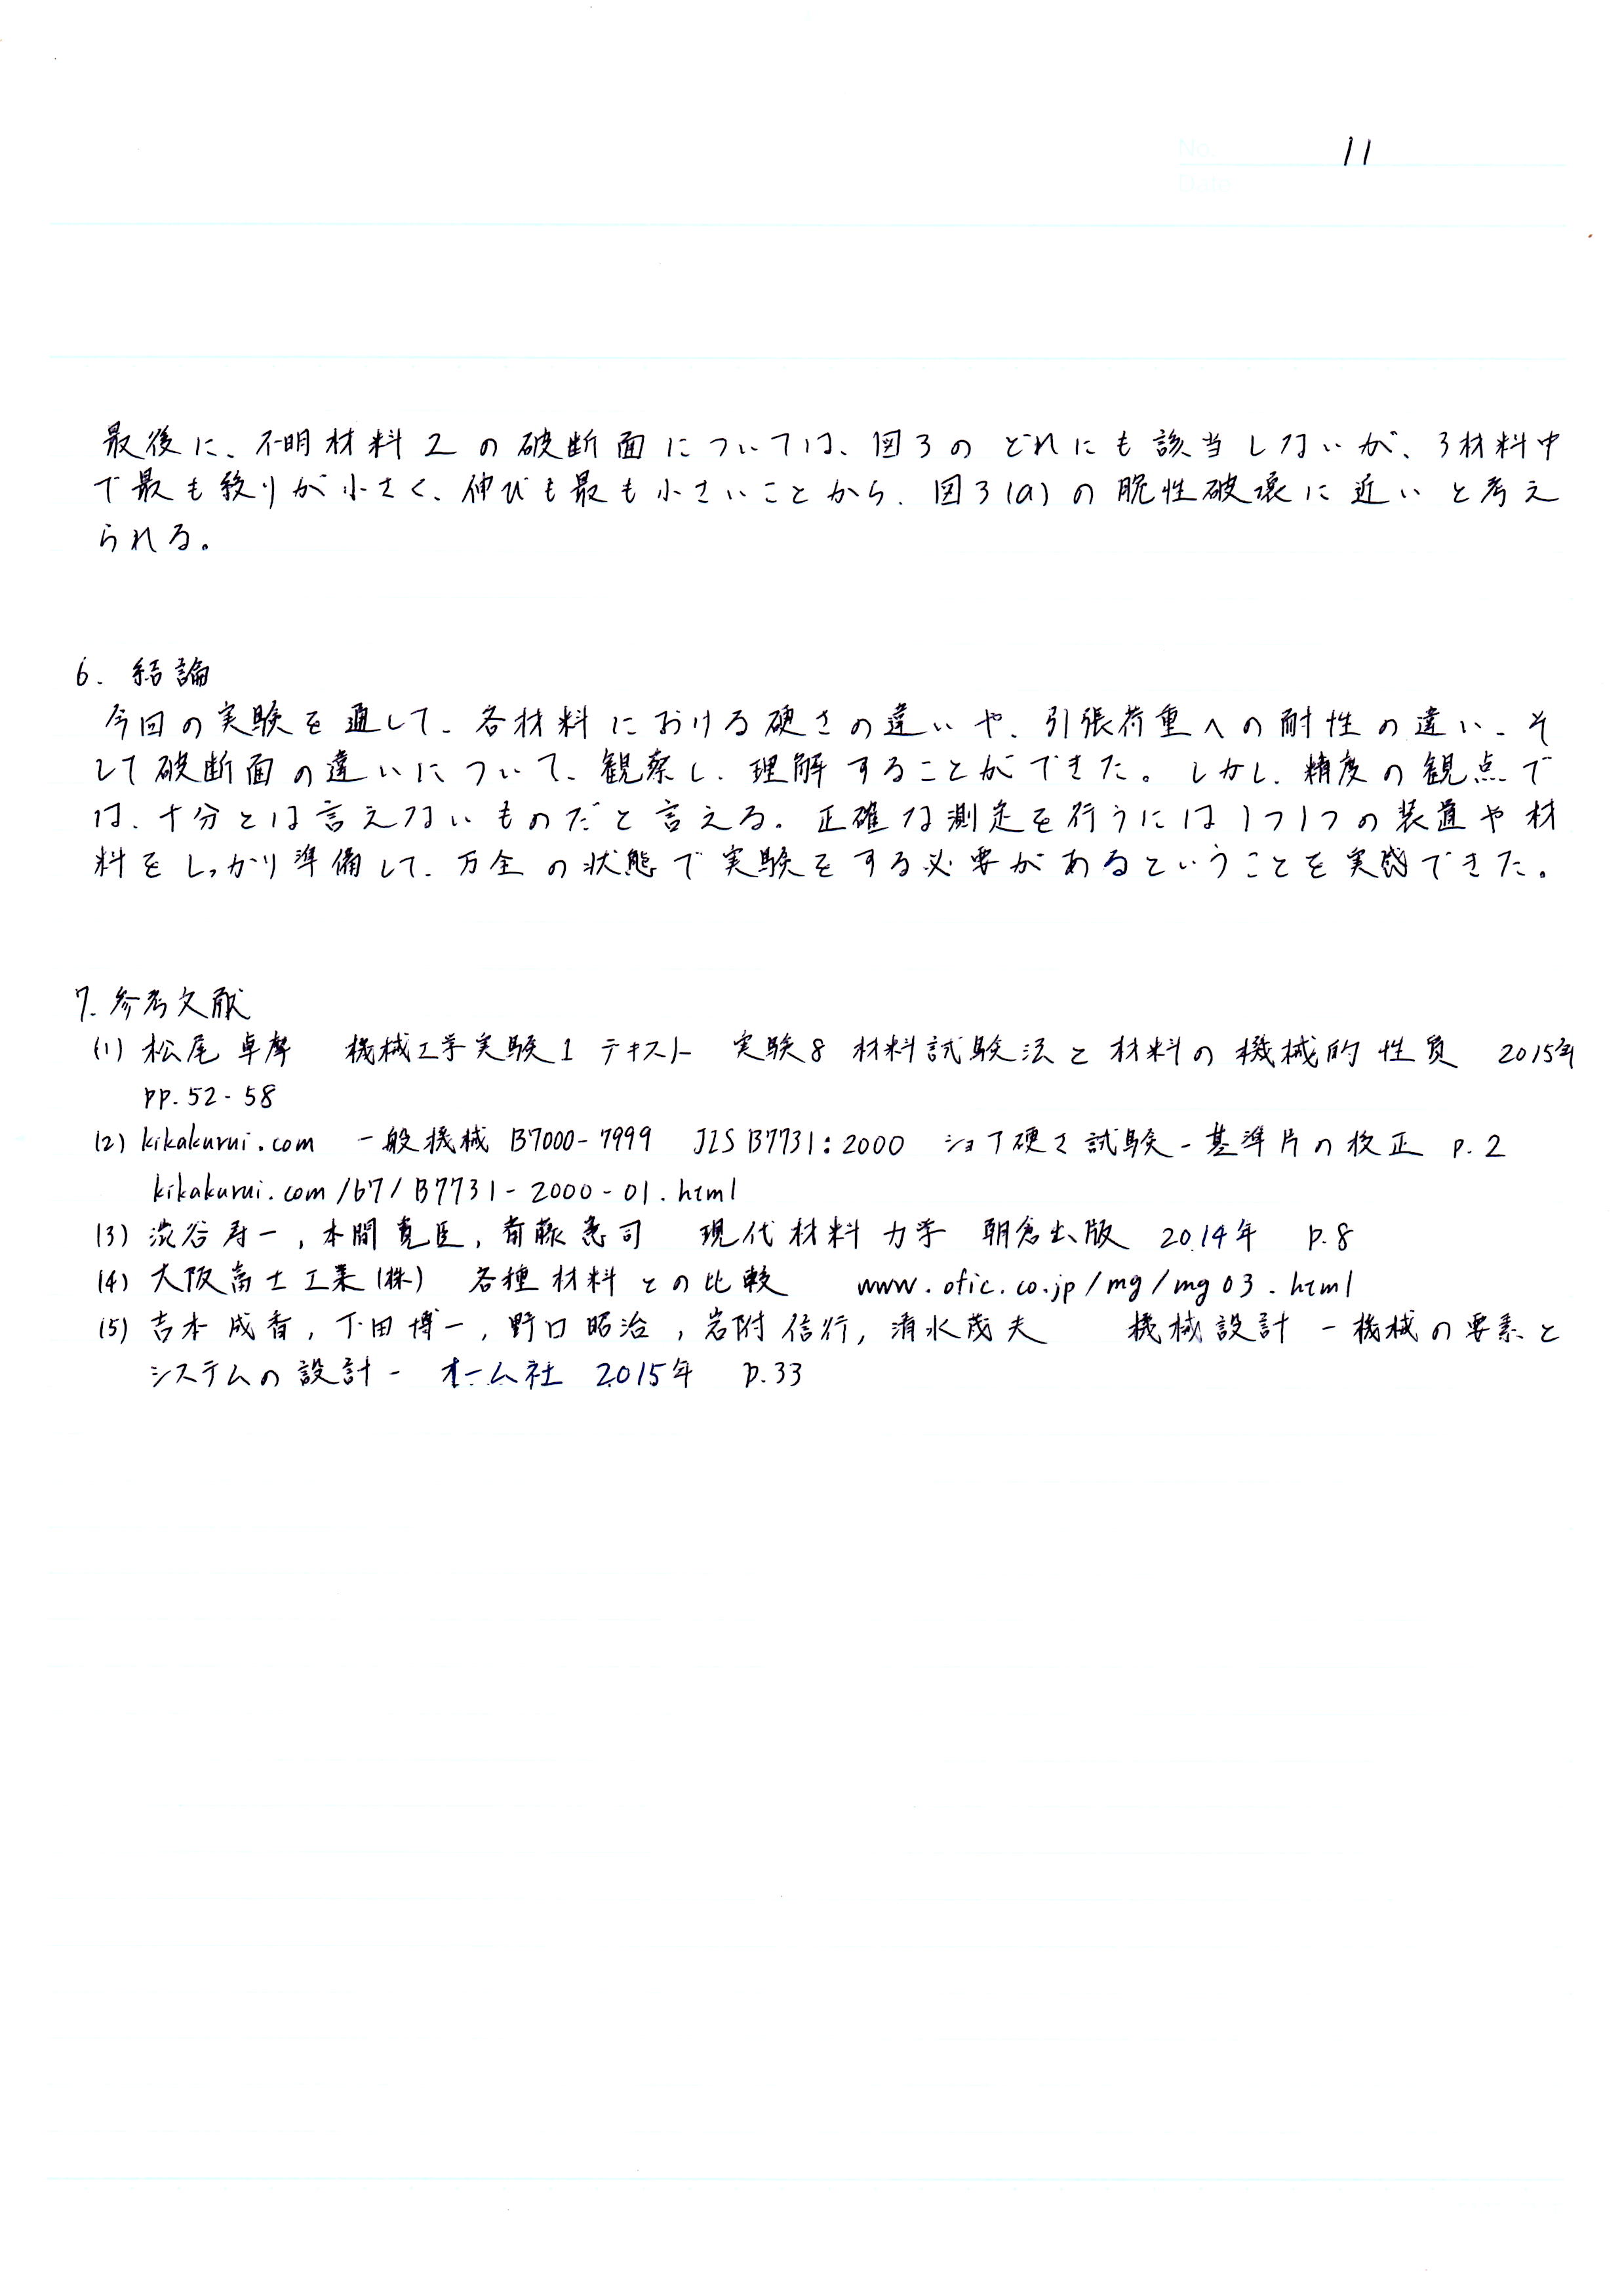 No. 11
Date
最後に、不明材料2の破断面については、図3のどれにも該当しないが、3材料中
で最も絞りが小さく、伸びも最も小さいことから、図3(a)の脆性破壊に近いと考え
られる。
6. 結論
今回の実験を通して、各材料における硬さの違いや、引張荷重への耐性の違い、そ
して破断面の違いについて、観察し、理解することができた。しかし、精度の観点で
は、十分とは言えないものだと言える。正確な測定を行うには1つ1つの装置や材
料をしっかり準備して、万全の状態で実験をする必要があるということを実感できた。
7. 参考文献
(1) 松尾卓摩 機械工学実験1 テキスト 実験8 材料試験法と材料の機械的性質 2015年
pp.52-58
(2) kikakurui.com 一般機械 B7000-7999 JIS B7731:2000 ショア硬さ試験-基準片の校正 p.2
kikakurui.com/b7/B7731-2000-01.html
(3) 渋谷寿一, 本間寛臣, 斎藤憲司 現代材料力学 朝倉出版 2014年 p.8
(4) 大阪富士工業(株) 各種材料との比較 www.ofic.co.jp/mg/mg03.html
(5) 吉本成香, 下田博一, 野口昭治, 岩附信行, 清水茂夫 機械設計 -機械の要素と
システムの設計- オーム社 2015年 p.33